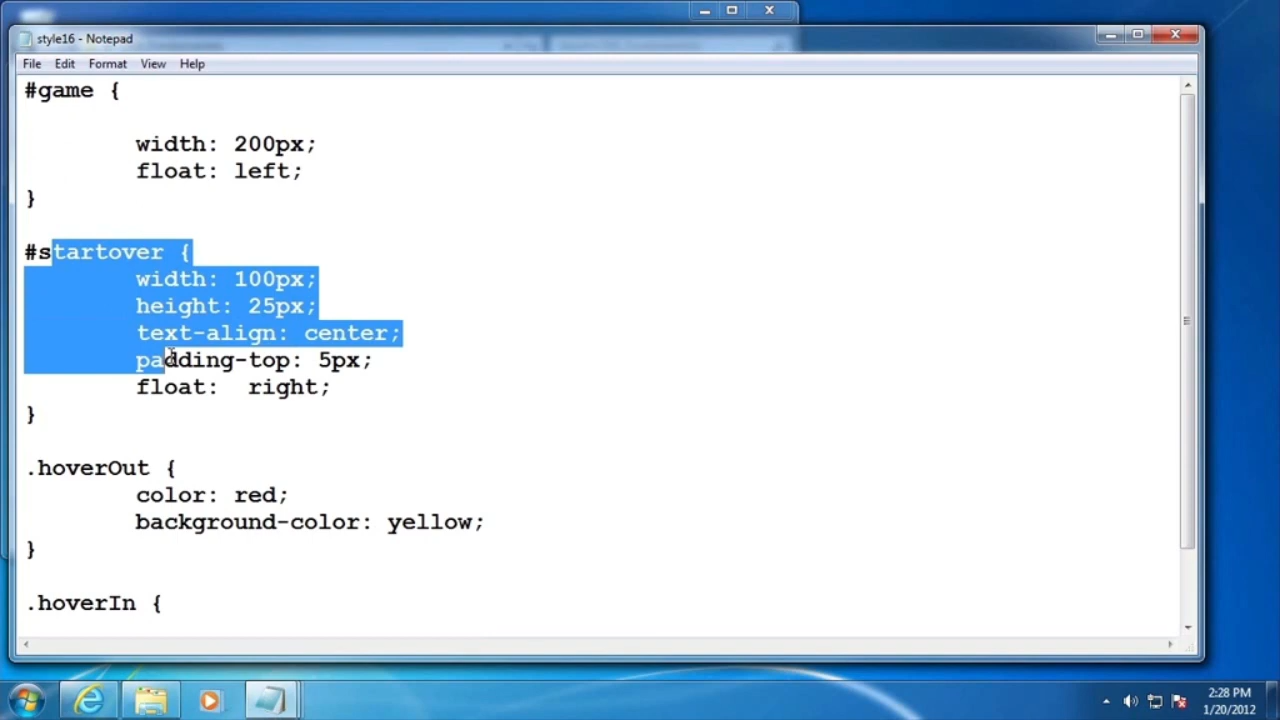 style16 - Notepad
File Edit Format View Help
#game {
width: 200px;
float: left;
}
#startover {
width: 100px;
height: 25px;
text-align: center;
padding-top: 5px;
float: right;
}
.hoverOut {
color: red;
background-color: yellow;
}
.hoverIn {
2:28 PM
1/20/2012